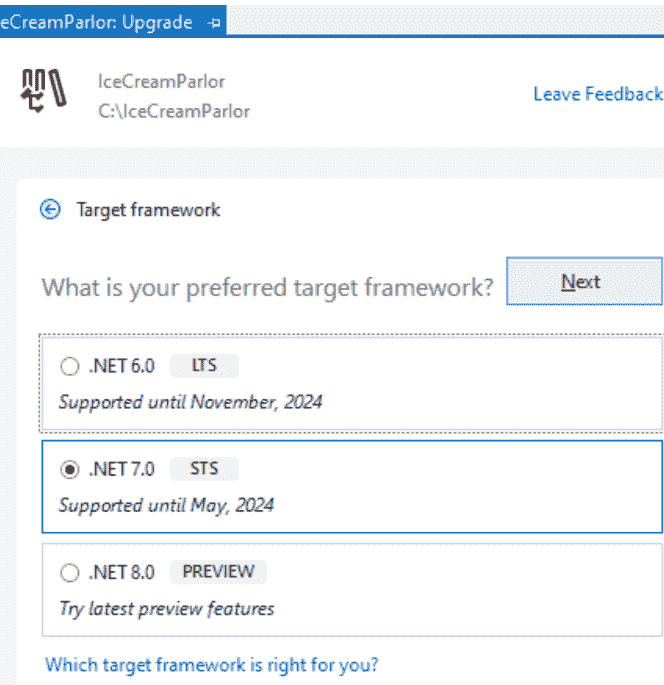 eCreamParlor: Upgrade
IceCreamParlor
C:\IceCreamParlor
Leave Feedback
Target framework
What is your preferred target framework?
Next
.NET 6.0 LTS
Supported until November, 2024
.NET 7.0 STS
Supported until May, 2024
.NET 8.0 PREVIEW
Try latest preview features
Which target framework is right for you?